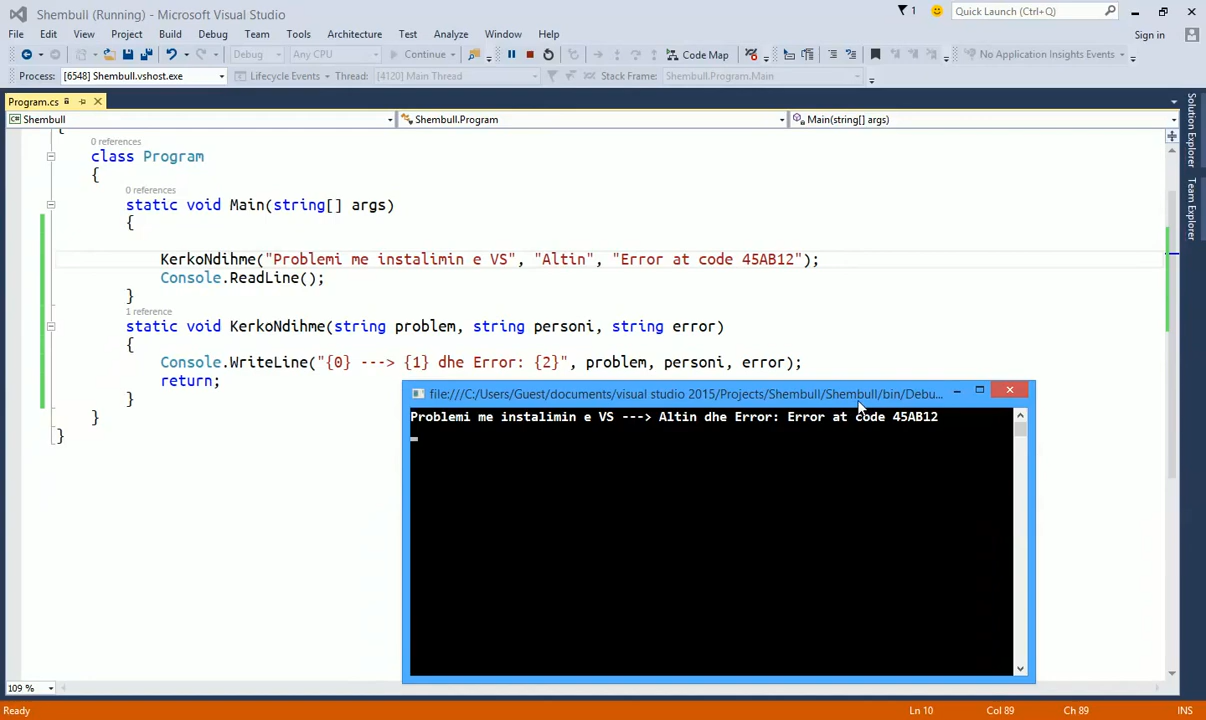 Shembull (Running) - Microsoft Visual Studio
1
Quick Launch (Ctrl+Q)
File Edit View Project Build Debug Team Tools Architecture Test Analyze Window Help
Sign in
Debug Any CPU Continue Code Map No Application Insights Events
Process: [6548] Shembull.vshost.exe Lifecycle Events Thread: [4120] Main Thread Stack Frame: Shembull.Program.Main
Program.cs
Shembull Shembull.Program Main(string[] args)
{
0 references
class Program
{
0 references
static void Main(string[] args)
{
KerkoNdihme("Problemi me instalimin e VS", "Altin", "Error at code 45AB12");
Console.ReadLine();
}
1 reference
static void KerkoNdihme(string problem, string personi, string error)
{
Console.WriteLine("{0} ---> {1} dhe Error: {2}", problem, personi, error);
return;
}
}
}
file:///C:/Users/Guest/documents/visual studio 2015/Projects/Shembull/Shembull/bin/Debu...
Problemi me instalimin e VS ---> Altin dhe Error: Error at code 45AB12
Solution Explorer
Team Explorer
109 %
Ready Ln 10 Col 89 Ch 89 INS